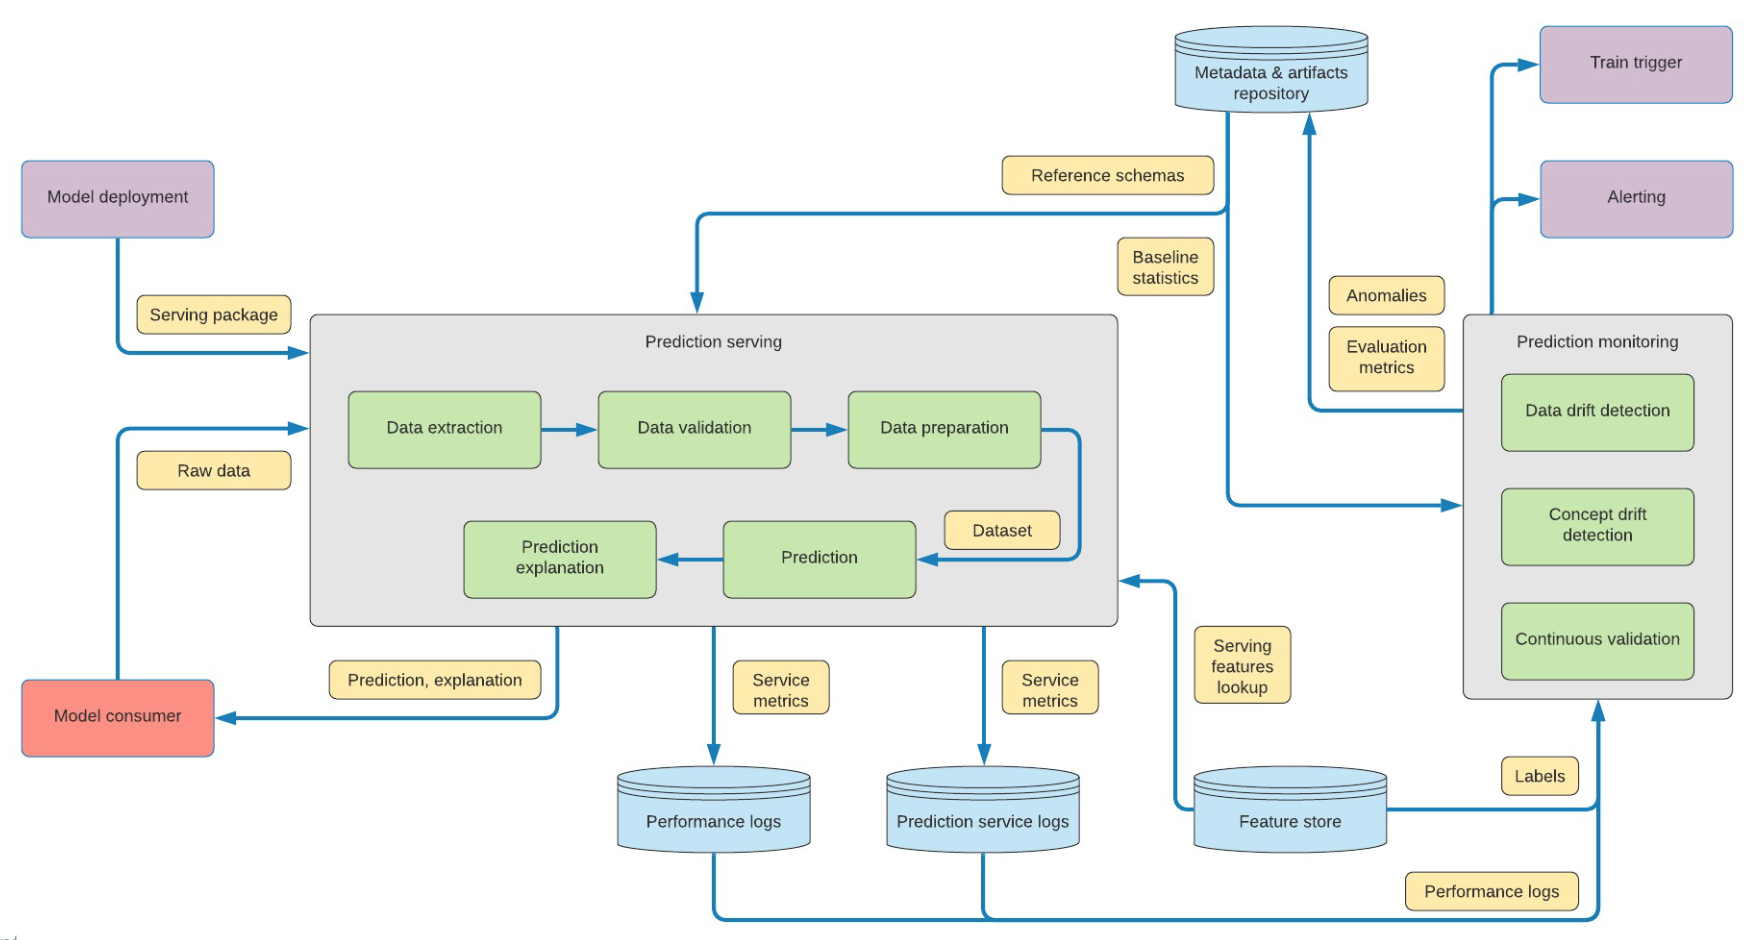 Metadata & artifacts
repository
Train trigger
Reference schemas
Model deployment
Alerting
Baseline
statistics
Anomalies
Serving package
Evaluation
metrics
Prediction serving
Prediction monitoring
Data extraction
Data validation
Data preparation
Data drift detection
Raw data
Dataset
Prediction
explanation
Prediction
Concept drift
detection
Continuous validation
Serving
features
lookup
Prediction, explanation
Service
metrics
Service
metrics
Model consumer
Labels
Performance logs
Prediction service logs
Feature store
Performance logs